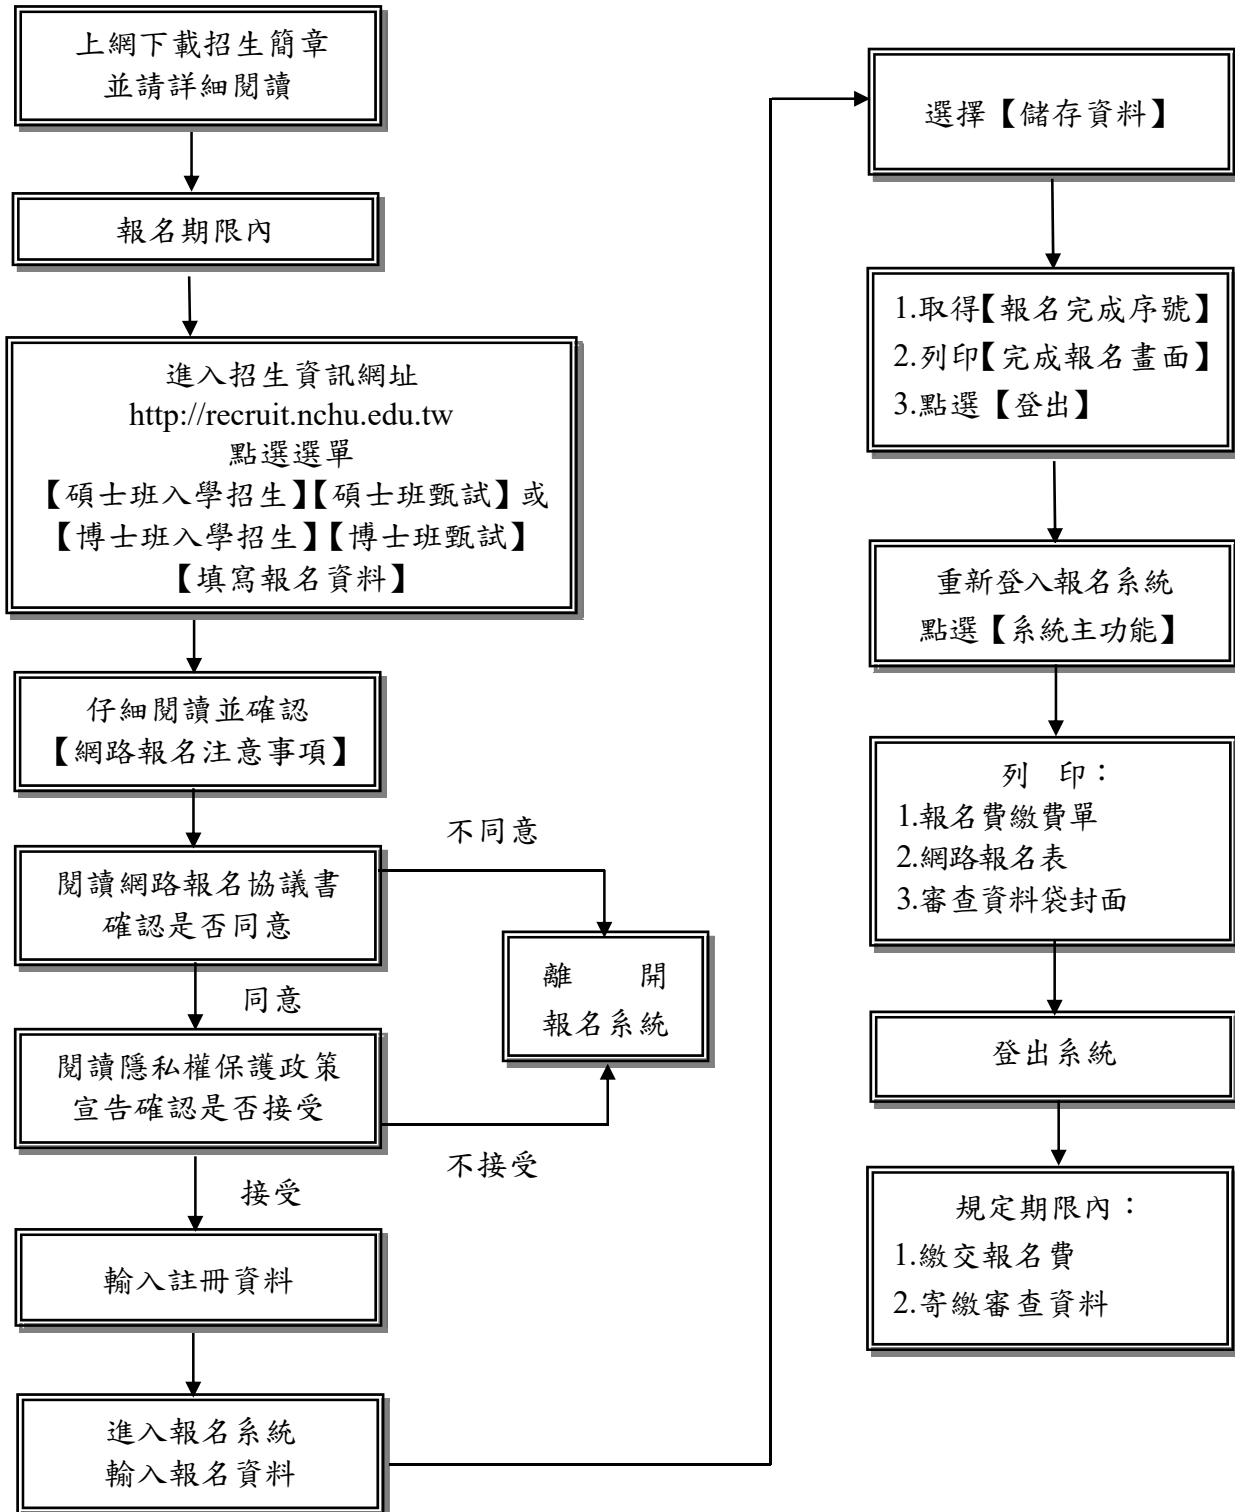 上網下載招生簡章
並請詳細閱讀
報名期限內
進入招生資訊網址
http://recruit.nchu.edu.tw
點選選單
【碩士班入學招生】【碩士班甄試】或
【博士班入學招生】【博士班甄試】
【填寫報名資料】
仔細閱讀並確認
【網路報名注意事項】
不同意
閱讀網路報名協議書
確認是否同意
離 開
報名系統
同意
閱讀隱私權保護政策
宣告確認是否接受
不接受
接受
輸入註冊資料
進入報名系統
輸入報名資料
選擇【儲存資料】
1.取得【報名完成序號】
2.列印【完成報名畫面】
3.點選【登出】
重新登入報名系統
點選【系統主功能】
列 印：
1.報名費繳費單
2.網路報名表
3.審查資料袋封面
登出系統
規定期限內：
1.繳交報名費
2.寄繳審查資料